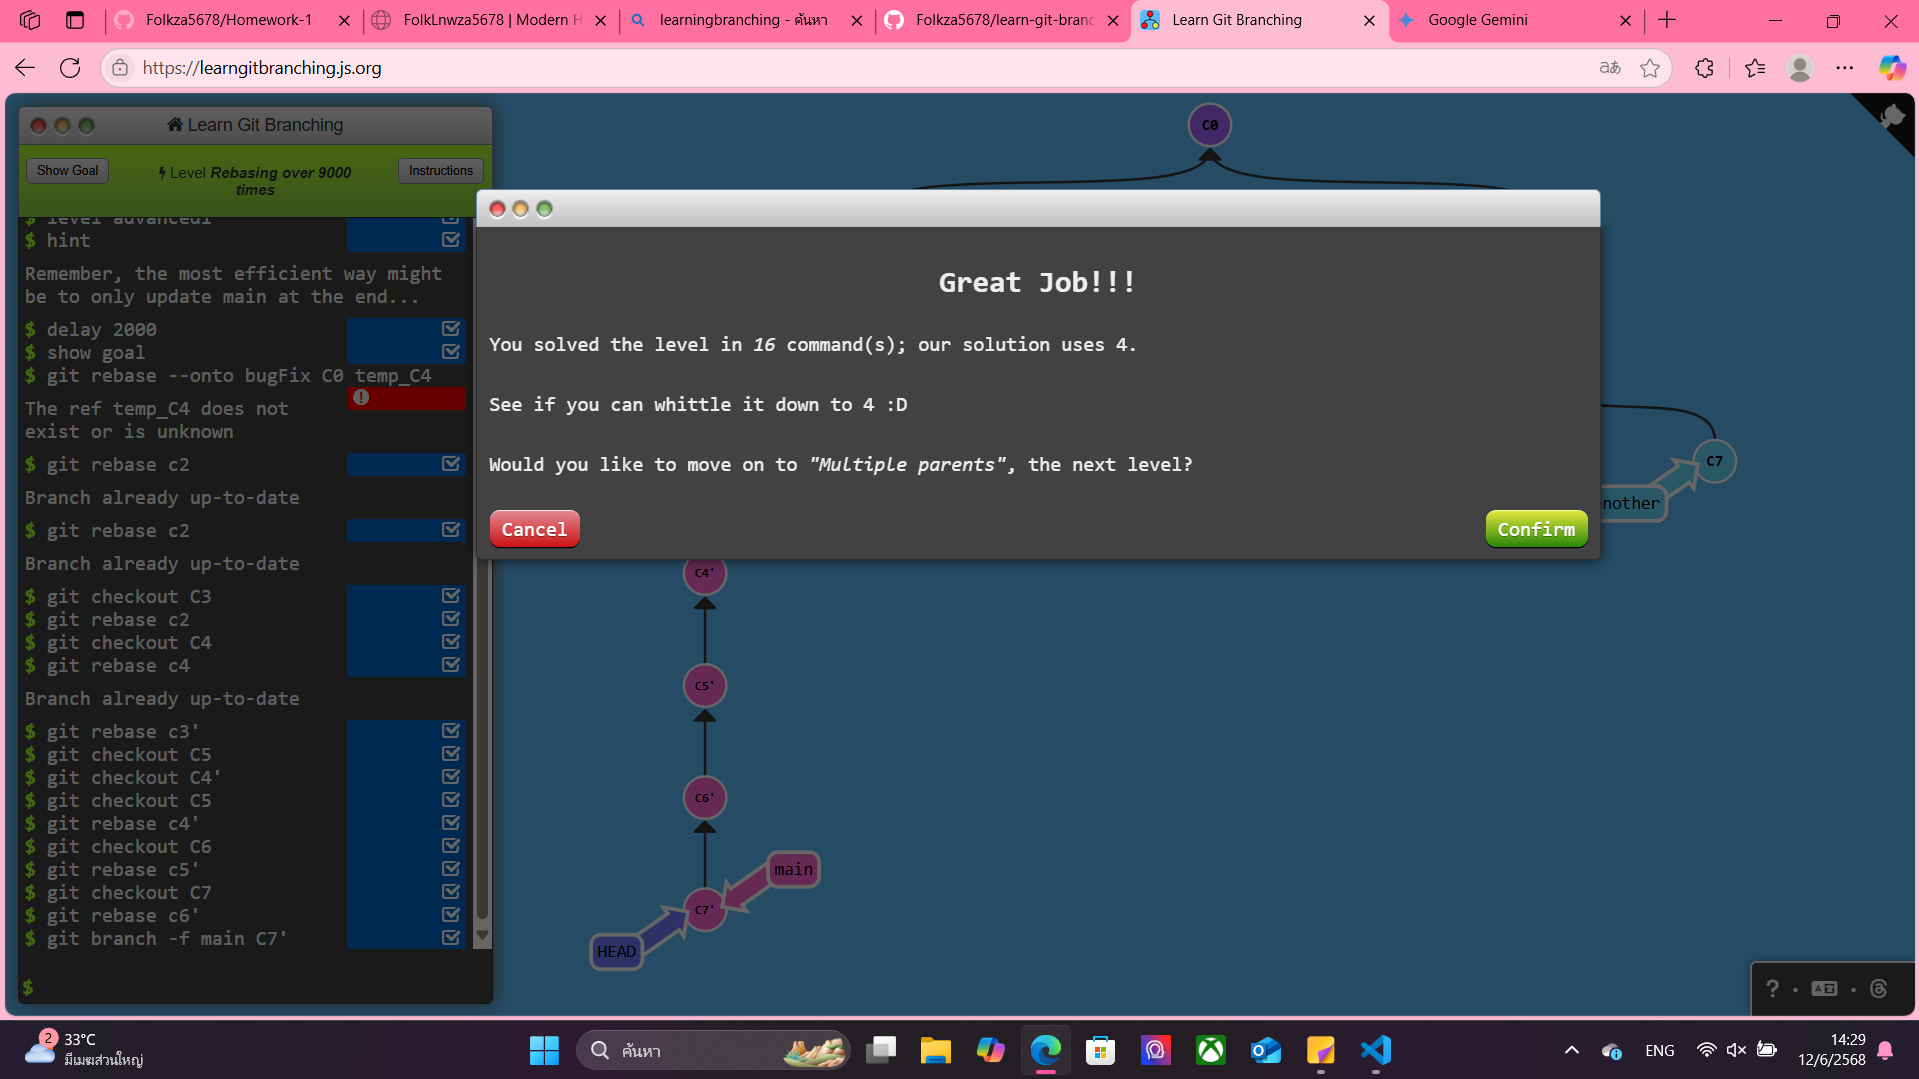 Folkza5678/Homework-1
FolkLnwza5678 | Modern H
learningbranching - ค้นหา
Folkza5678/learn-git-branc
Learn Git Branching
Google Gemini
https://learngitbranching.js.org
Learn Git Branching
Show Goal
Level Rebasing over 9000
times
Instructions
$ level advanced1
$ hint
Remember, the most efficient way might
be to only update main at the end...
$ delay 2000
$ show goal
$ git rebase --onto bugFix C0 temp_C4
The ref temp_C4 does not
exist or is unknown
$ git rebase c2
Branch already up-to-date
$ git rebase c2
Branch already up-to-date
$ git checkout C3
$ git rebase c2
$ git checkout C4
$ git rebase c4
Branch already up-to-date
$ git rebase c3'
$ git checkout C5
$ git checkout C4'
$ git checkout C5
$ git rebase c4'
$ git checkout C6
$ git rebase c5'
$ git checkout C7
$ git rebase c6'
$ git branch -f main C7'
$
C0
Great Job!!!
You solved the level in 16 command(s); our solution uses 4.
See if you can whittle it down to 4 :D
Would you like to move on to "Multiple parents", the next level?
Cancel
Confirm
C7
nother
C4'
C5'
C6'
main
C7'
HEAD
?
2
33°C
มีเมฆส่วนใหญ่
ค้นหา
ENG
14:29
12/6/2568